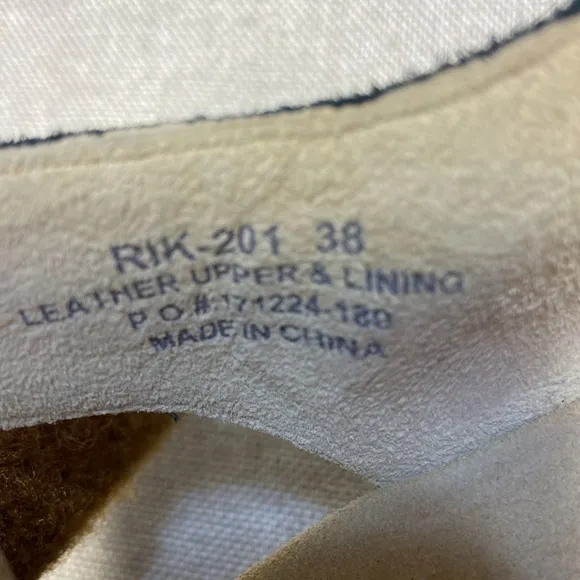 RIK-201 38
LEATHER UPPER & LINING
P O # 171224-189
MADE IN CHINA